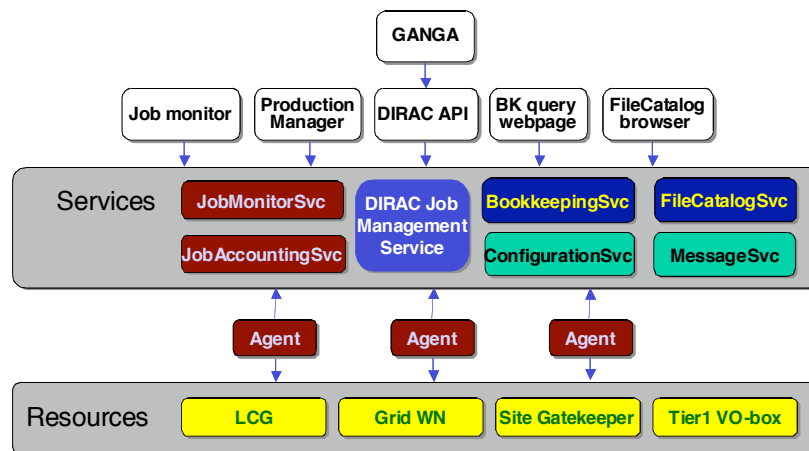 GANGA
Job monitor
Production
Manager
DIRAC API
BK query
webpage
FileCatalog
browser
Services
JobMonitorSvc
DIRAC Job
Management
Service
BookkeepingSvc
FileCatalogSvc
JobAccountingSvc
ConfigurationSvc
MessageSvc
Agent
Agent
Agent
Resources
LCG
Grid WN
Site Gatekeeper
Tier1 VO-box